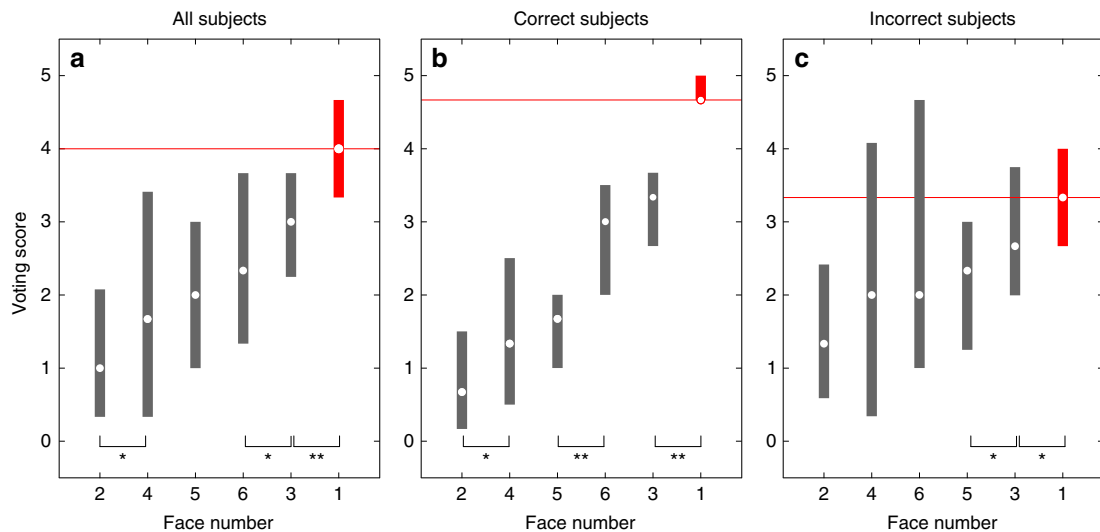 All subjects
Correct subjects
Incorrect subjects
a
b
c
Voting score
5
4
3
2
1
0
5
4
3
2
1
0
5
4
3
2
1
0
* * **
* ** **
* *
2 4 5 6 3 1
2 4 5 6 3 1
2 4 6 5 3 1
Face number
Face number
Face number